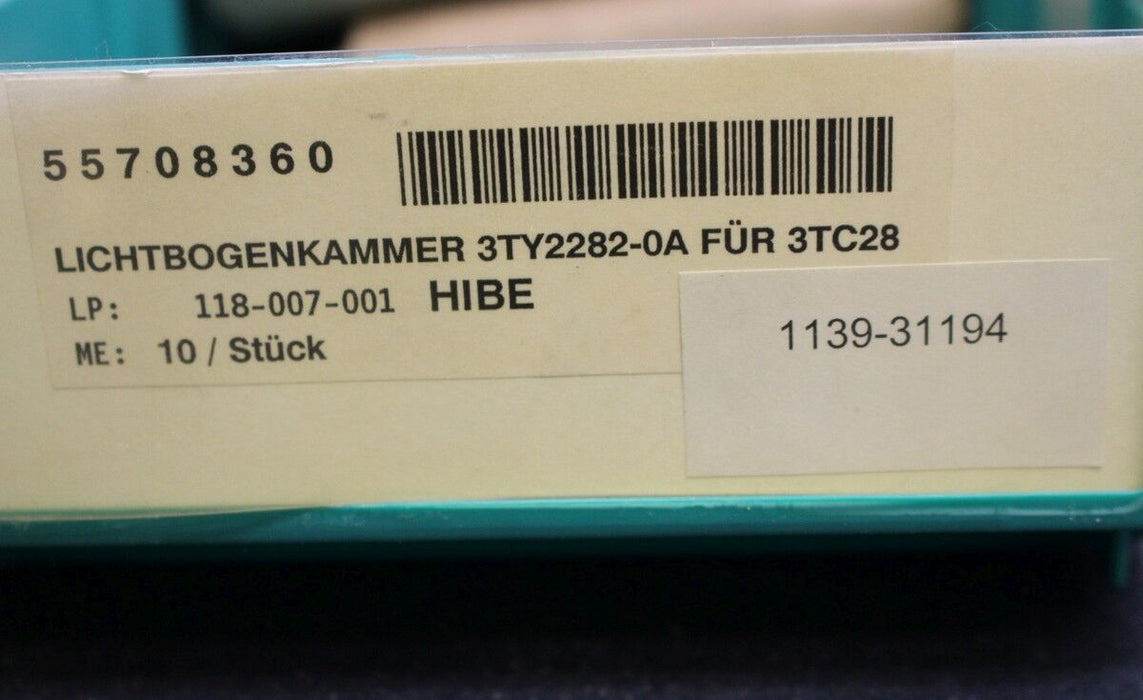 55708360
LICHTBOGENKAMMER 3TY2282-0A FÜR 3TC28
LP: 118-007-001 HIBE
ME: 10 / Stück
1139-31194